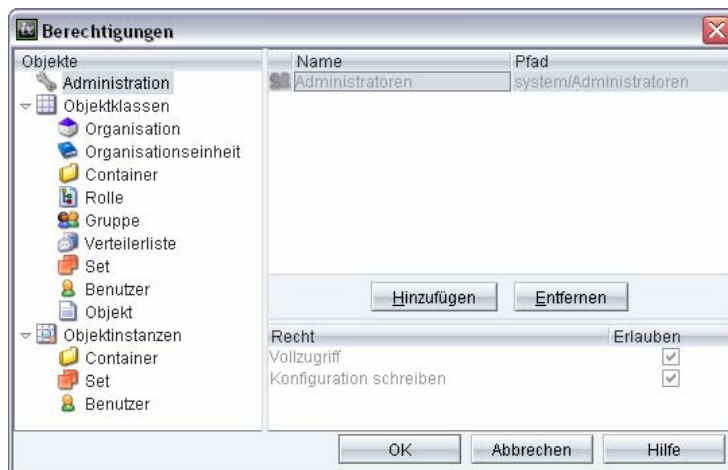 Berechtigungen
Objekte
Administration
Objektklassen
Organisation
Organisationseinheit
Container
Rolle
Gruppe
Verteilerliste
Set
Benutzer
Objekt
Objektinstanzen
Container
Set
Benutzer
Name Pfad
Administratoren system/Administratoren
Hinzufügen Entfernen
Recht Erlauben
Vollzugriff
Konfiguration schreiben
OK Abbrechen Hilfe